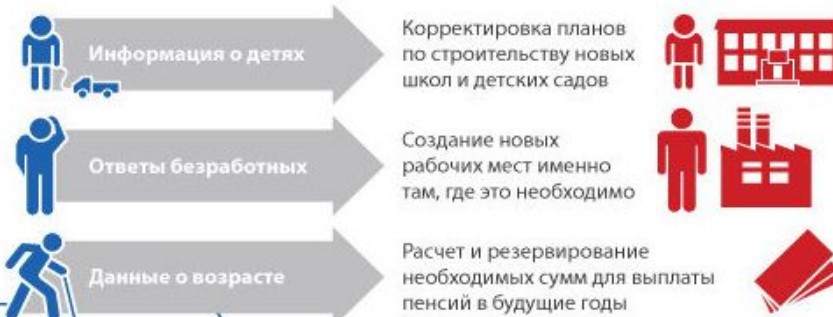 Информация о детях
Корректировка планов
по строительству новых
школ и детских садов
Ответы безработных
Создание новых
рабочих мест именно
там, где это необходимо
Данные о возрасте
Расчет и резервирование
необходимых сумм для выплаты
пенсий в будущие годы